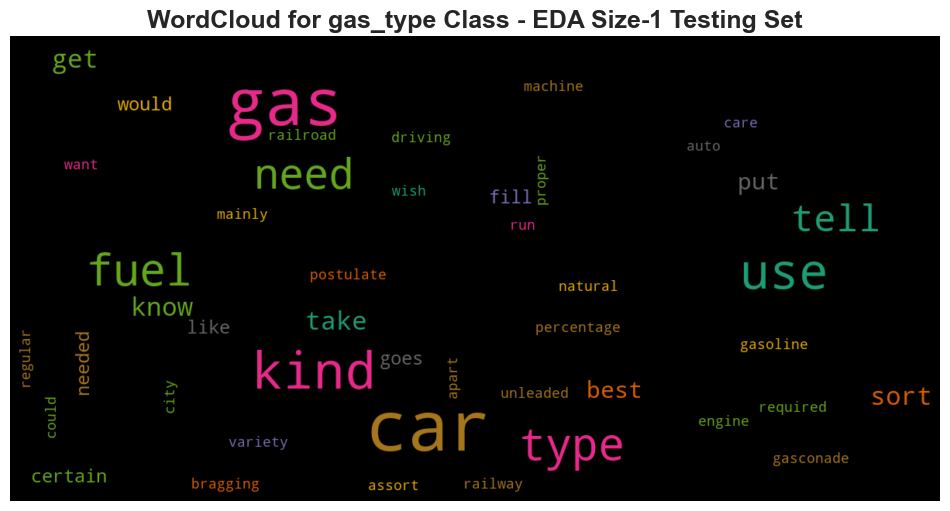 WordCloud for gas_type Class - EDA Size-1 Testing Set
get
machine
would
gas
care
railroad
driving
auto
want
need
proper
wish
fill
put
mainly
run
tell
fuel
postulate
use
natural
know
take
like
percentage
regular
needed
kind
goes
gasoline
apart
could
city
unleaded
best
sort
car
required
engine
variety
type
gasconade
certain
bragging
assort
railway